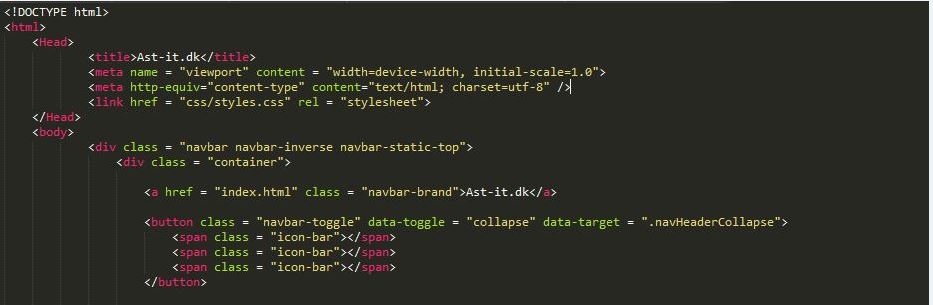 <!DOCTYPE html>
<html>
<Head>
<title>Ast-it.dk</title>
<meta name = "viewport" content = "width=device-width, initial-scale=1.0">
<meta http-equiv="content-type" content="text/html; charset=utf-8" />
<link href = "css/styles.css" rel = "stylesheet">
</Head>
<body>
<div class = "navbar navbar-inverse navbar-static-top">
<div class = "container">
<a href = "index.html" class = "navbar-brand">Ast-it.dk</a>
<button class = "navbar-toggle" data-toggle = "collapse" data-target = ".navHeaderCollapse">
<span class = "icon-bar"></span>
<span class = "icon-bar"></span>
<span class = "icon-bar"></span>
</button>